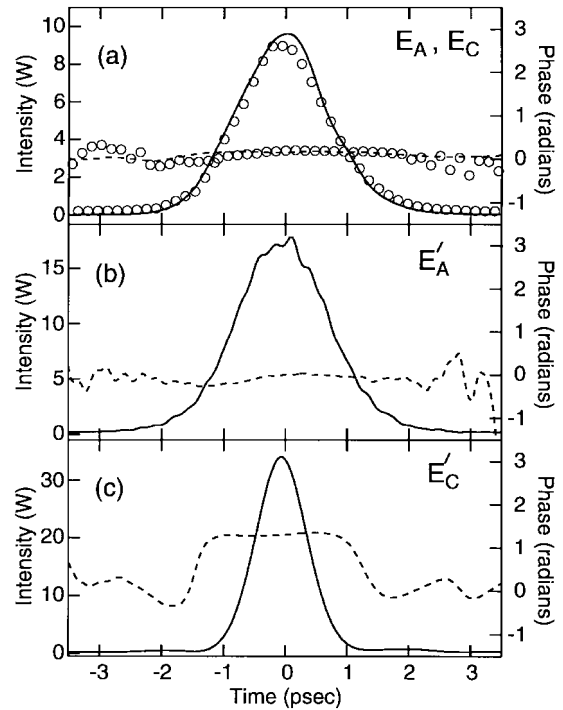 (a)
E_A , E_C
Intensity (W)
10
8
6
4
2
0
Phase (radians)
3
2
1
0
-1
(b)
E′_A
Intensity (W)
15
10
5
0
Phase (radians)
3
2
1
0
-1
(c)
E′_C
Intensity (W)
30
20
10
0
Phase (radians)
3
2
1
0
-1
-3 -2 -1 0 1 2 3
Time (psec)